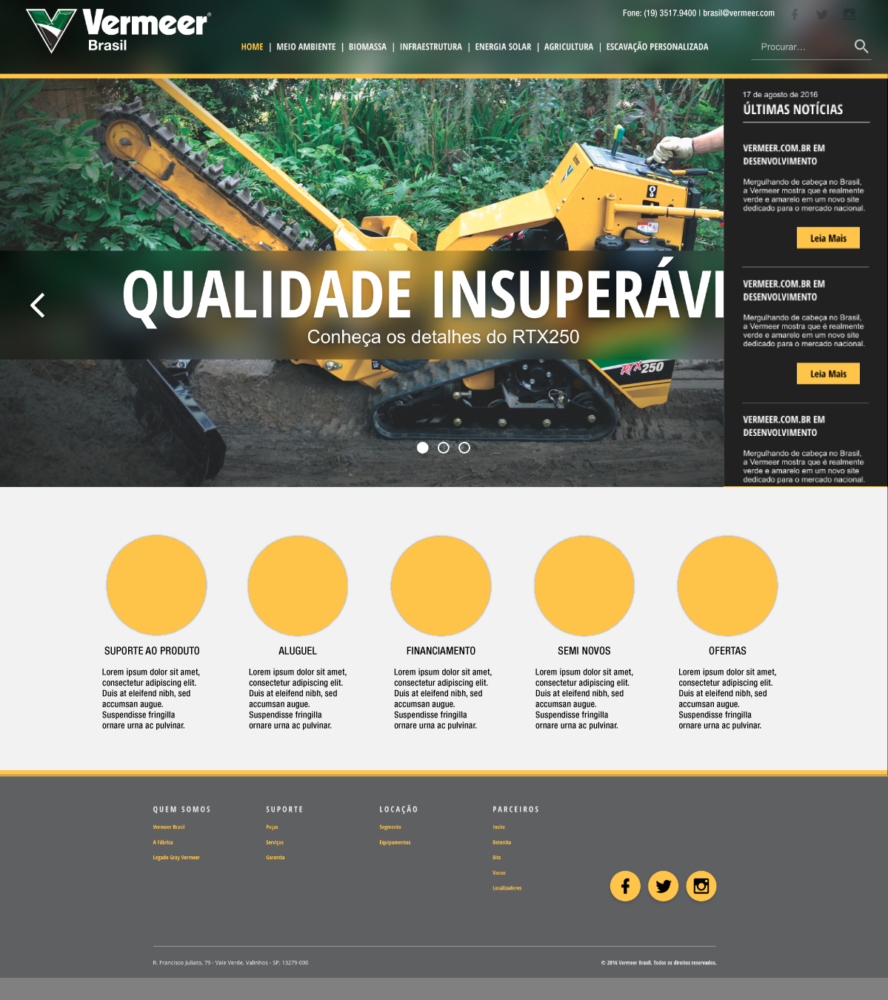 Vermeer®
Brasil
Fone: (19) 3517.9400 | brasil@vermeer.com
HOME | MEIO AMBIENTE | BIOMASSA | INFRAESTRUTURA | ENERGIA SOLAR | AGRICULTURA | ESCAVAÇÃO PERSONALIZADA
Procurar...
17 de agosto de 2016
ÚLTIMAS NOTÍCIAS
VERMEER.COM.BR EM
DESENVOLVIMENTO
Mergulhando de cabeça no Brasil,
a Vermeer mostra que é realmente
verde e amarelo em um novo site
dedicado para o mercado nacional.
Leia Mais
VERMEER.COM.BR EM
DESENVOLVIMENTO
Mergulhando de cabeça no Brasil,
a Vermeer mostra que é realmente
verde e amarelo em um novo site
dedicado para o mercado nacional.
Leia Mais
VERMEER.COM.BR EM
DESENVOLVIMENTO
Mergulhando de cabeça no Brasil,
a Vermeer mostra que é realmente
verde e amarelo em um novo site
dedicado para o mercado nacional.
QUALIDADE INSUPERÁVI
Conheça os detalhes do RTX250
RTX250
SUPORTE AO PRODUTO
Lorem ipsum dolor sit amet,
consectetur adipiscing elit.
Duis at eleifend nibh, sed
accumsan augue.
Suspendisse fringilla
ornare urna ac pulvinar.
ALUGUEL
Lorem ipsum dolor sit amet,
consectetur adipiscing elit.
Duis at eleifend nibh, sed
accumsan augue.
Suspendisse fringilla
ornare urna ac pulvinar.
FINANCIAMENTO
Lorem ipsum dolor sit amet,
consectetur adipiscing elit.
Duis at eleifend nibh, sed
accumsan augue.
Suspendisse fringilla
ornare urna ac pulvinar.
SEMI NOVOS
Lorem ipsum dolor sit amet,
consectetur adipiscing elit.
Duis at eleifend nibh, sed
accumsan augue.
Suspendisse fringilla
ornare urna ac pulvinar.
OFERTAS
Lorem ipsum dolor sit amet,
consectetur adipiscing elit.
Duis at eleifend nibh, sed
accumsan augue.
Suspendisse fringilla
ornare urna ac pulvinar.
QUEM SOMOS
Vermeer Brasil
A Fábrica
Legado Gray Vermeer
SUPORTE
Peças
Serviços
Garantia
LOCAÇÃO
Segmento
Equipamentos
PARCEIROS
Insite
Betonita
Bits
Vacuo
Localizadores
R. Francisco Juliato, 79 - Vale Verde, Valinhos - SP, 13279-000
© 2016 Vermeer Brasil. Todos os direitos reservados.